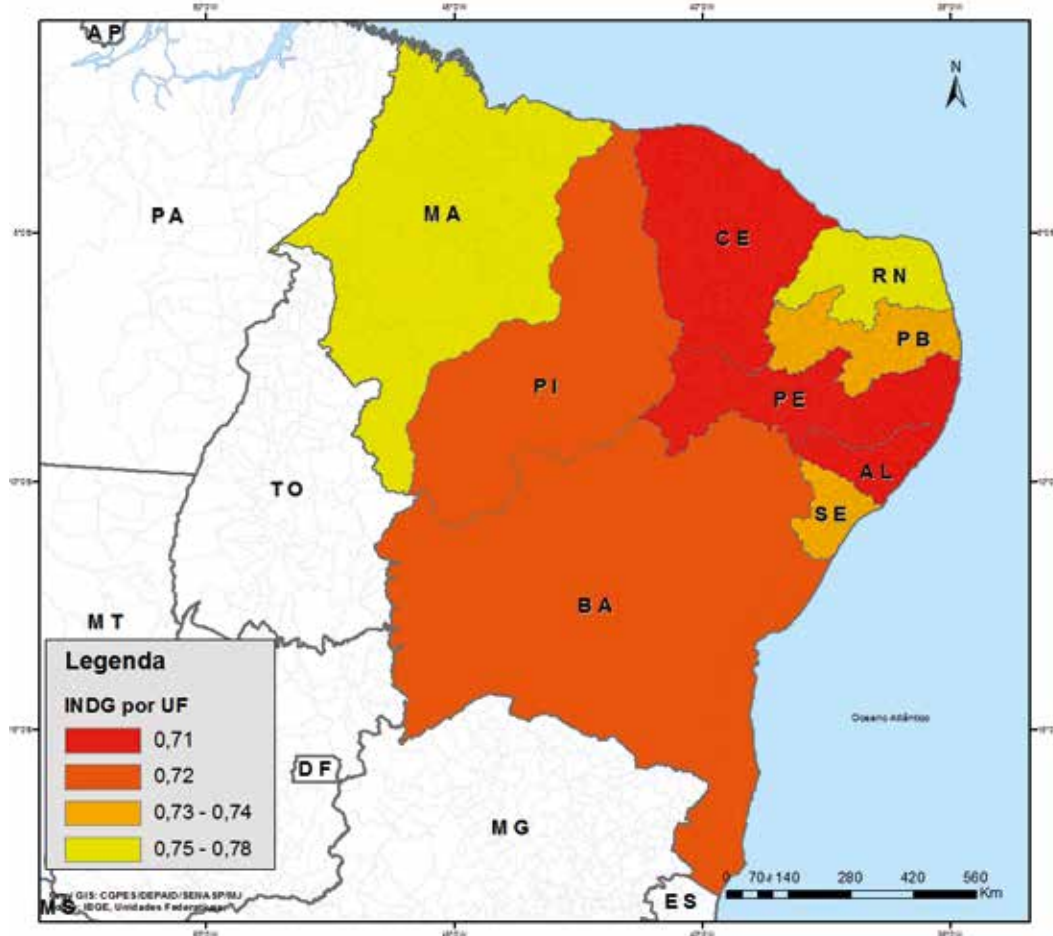 AP
N
PA
MA
CE
RN
PB
PI
PE
AL
TO
SE
BA
MT
Legenda
INDG por UF
0,71
0,72
0,73 - 0,74
0,75 - 0,78
Oceano Atlântico
DF
MG
ES
MS
GIS: CGPES/DEPAID/SENASP/MJ
IBGE, Unidades
0 70 140 280 420 560
Km